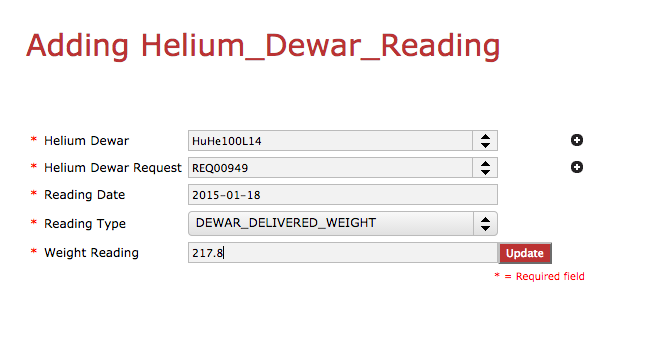 Adding Helium_Dewar_Reading
* Helium Dewar HuHe100L14
* Helium Dewar Request REQ00949
* Reading Date 2015-01-18
* Reading Type DEWAR_DELIVERED_WEIGHT
* Weight Reading 217.8 Update
* = Required field